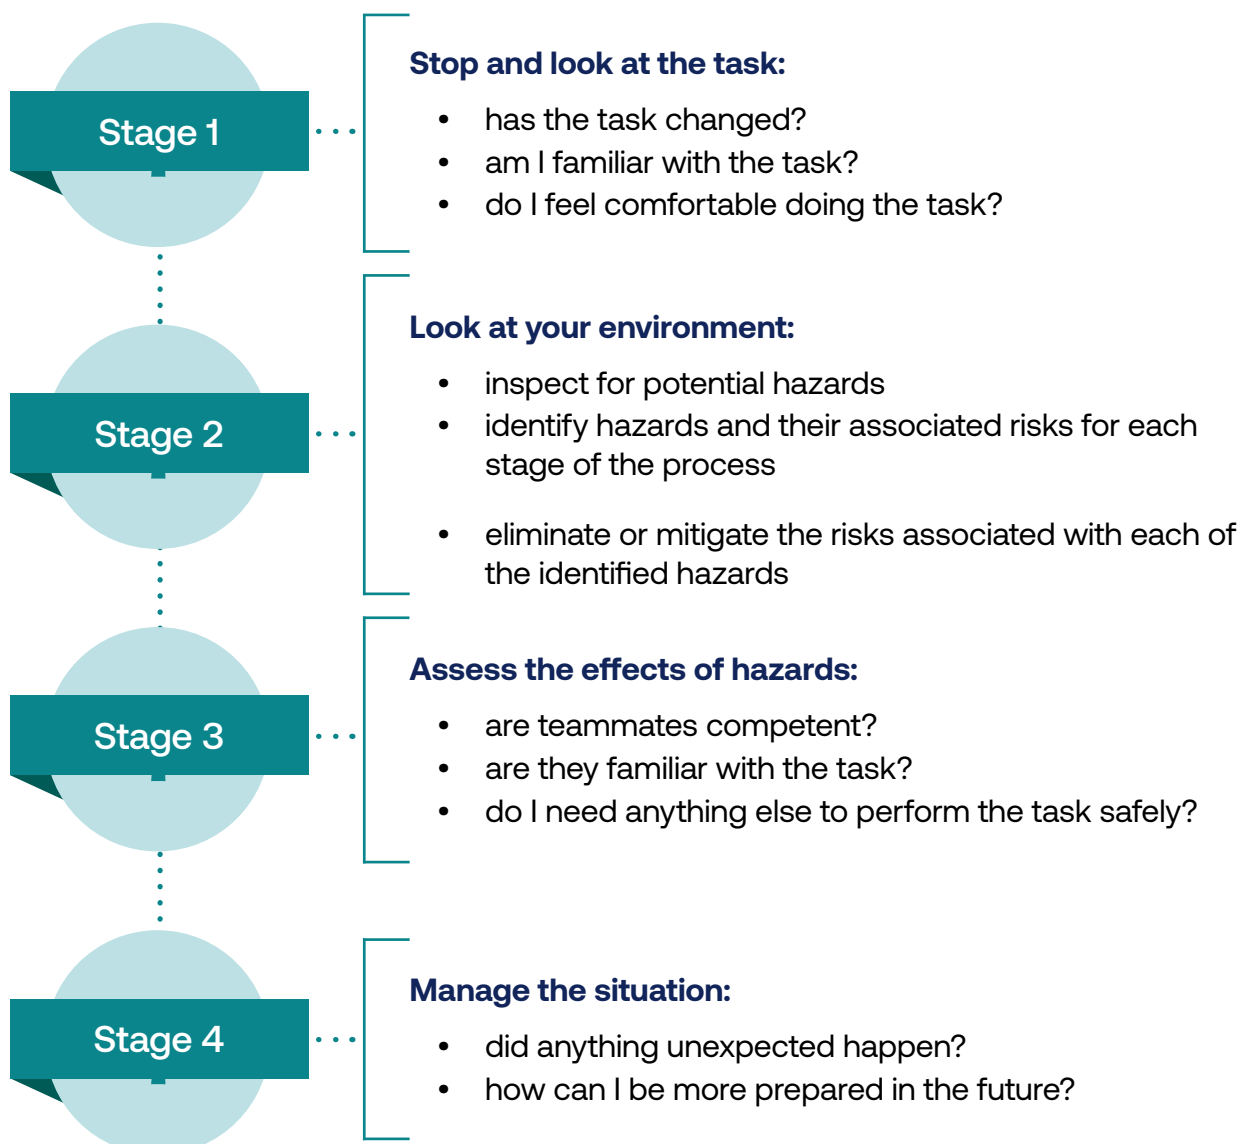 Stage 1
Stop and look at the task:
• has the task changed?
• am I familiar with the task?
• do I feel comfortable doing the task?
Stage 2
Look at your environment:
• inspect for potential hazards
• identify hazards and their associated risks for each
stage of the process
• eliminate or mitigate the risks associated with each of
the identified hazards
Stage 3
Assess the effects of hazards:
• are teammates competent?
• are they familiar with the task?
• do I need anything else to perform the task safely?
Stage 4
Manage the situation:
• did anything unexpected happen?
• how can I be more prepared in the future?